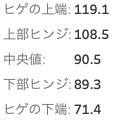 ヒゲの上端: 119.1
上部ヒンジ: 108.5
中央値: 90.5
下部ヒンジ: 89.3
ヒゲの下端: 71.4